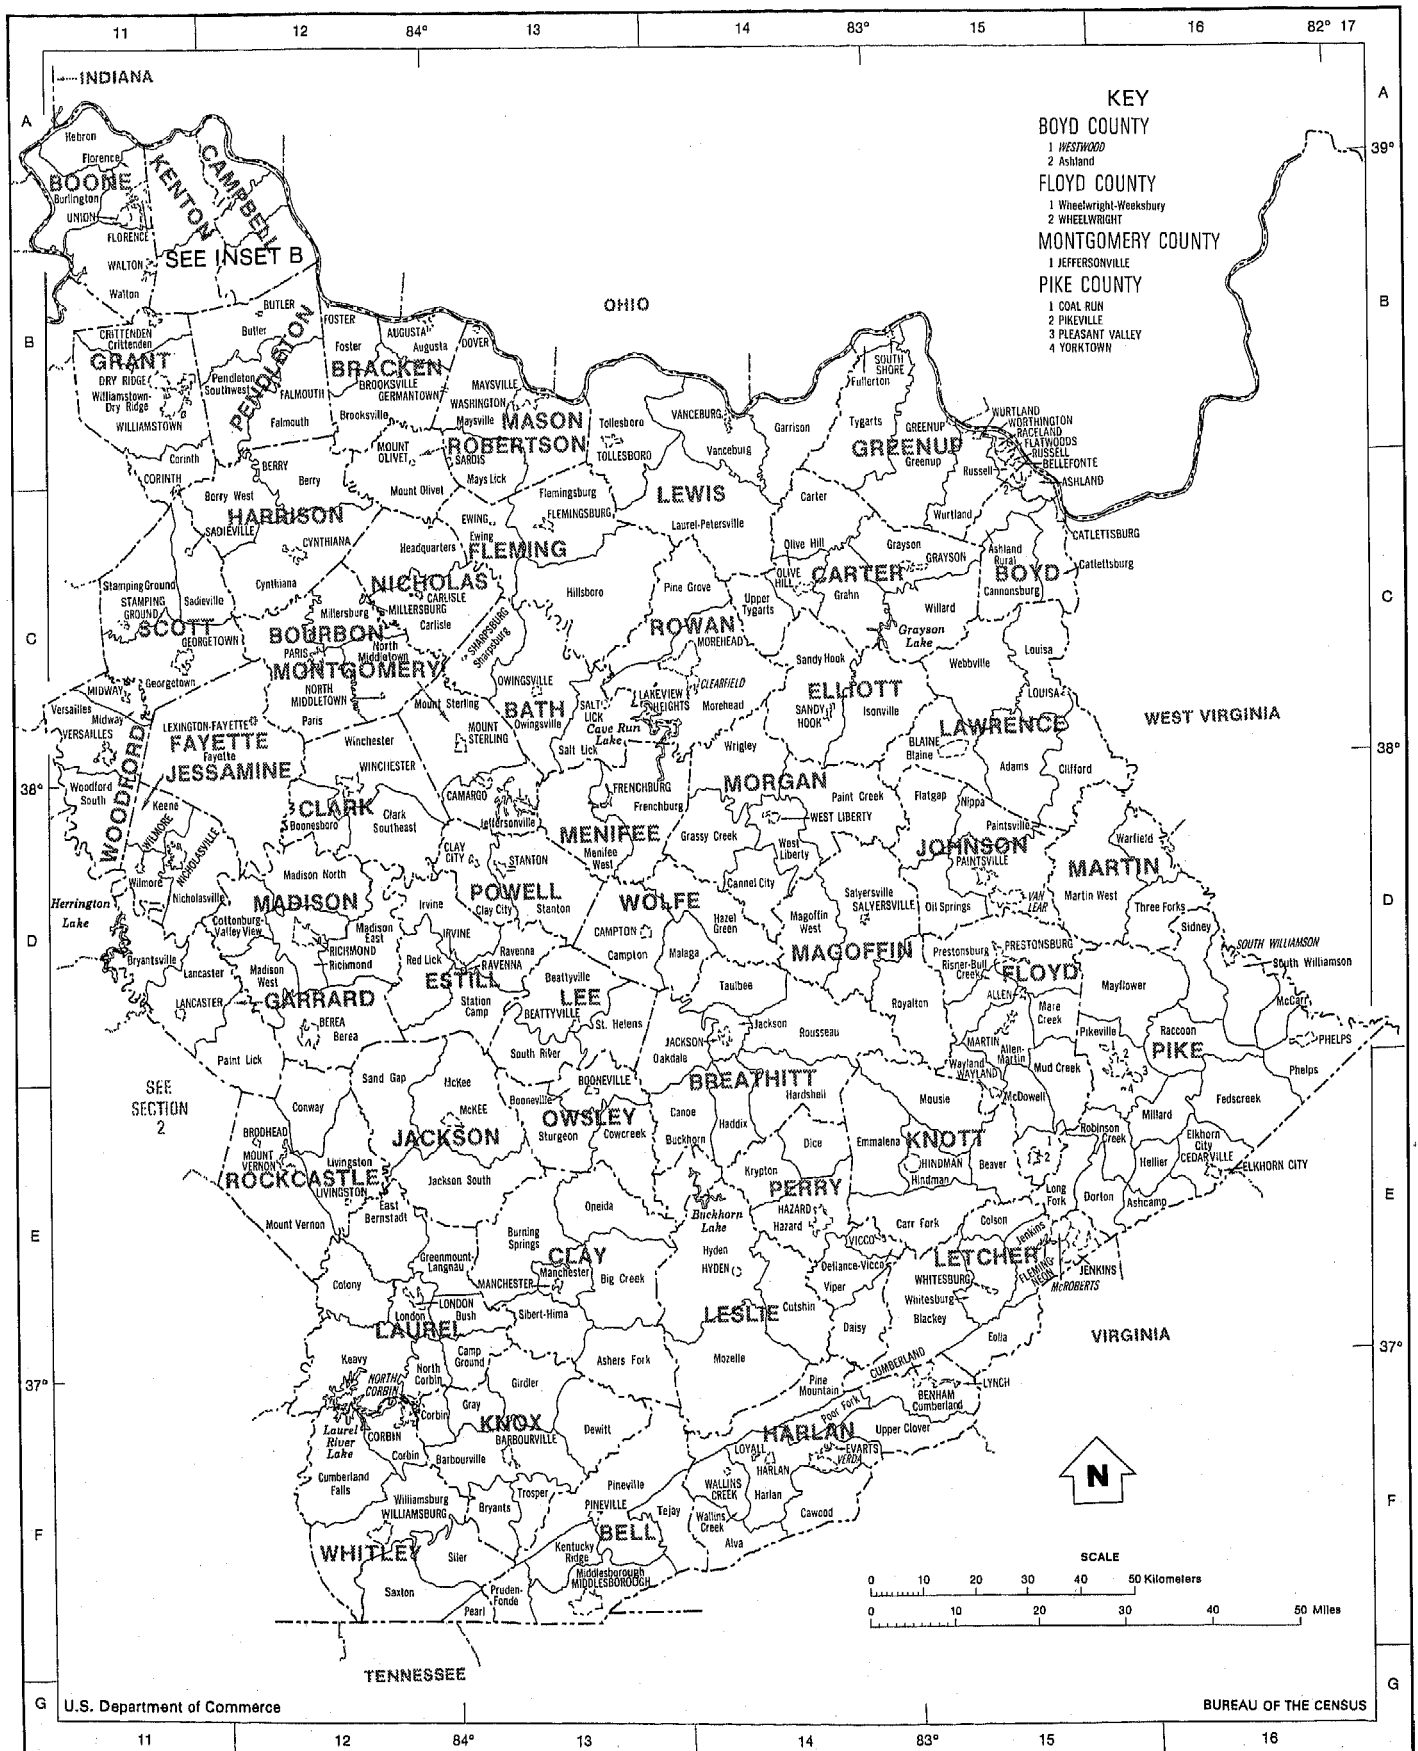 11 12 84° 13 14 83° 15 16 82° 17
INDIANA
A
A
KEY
BOYD COUNTY
1 WESTWOOD
2 Ashland
FLOYD COUNTY
1 Wheelwright-Weeksbury
2 WHEELWRIGHT
MONTGOMERY COUNTY
1 JEFFERSONVILLE
PIKE COUNTY
1 COAL RUN
2 PIKEVILLE
3 PLEASANT VALLEY
4 YORKTOWN
39°
Hebron
Florence
BOONE
Burlington
UNION
FLORENCE
WALTON
Walton
KENTON
CAMPBELL
SEE INSET B
OHIO
B
B
CRITTENDEN
Crittenden
GRANT
DRY RIDGE
Williamstown-
Dry Ridge
WILLIAMSTOWN
Corinth
CORINTH
BUTLER
Butler
PENDLETON
Pendleton
Southwest
FALMOUTH
Falmouth
FOSTER
Foster
AUGUSTA
Augusta
BRACKEN
BROOKSVILLE
GERMANTOWN
Brooksville
DOVER
MAYSVILLE
WASHINGTON
Maysville
MASON
MOUNT
OLIVET
ROBERTSON
SARDIS
Mays Lick
Mount Olivet
Tollesboro
TOLLESBORO
VANCEBURG
Vanceburg
Garrison
LEWIS
Laurel-Petersville
SOUTH
SHORE
Fullerton
Tygarts
GREENUP
GREENUP
Greenup
WURTLAND
WORTHINGTON
RACELAND
FLATWOODS
RUSSELL
BELLEFONTE
ASHLAND
Russell
2
Wurtland
CATLETTSBURG
Catlettsburg
BERRY
Berry
Berry West
HARRISON
SADIEVILLE
CYNTHIANA
Cynthiana
Flemingsburg
FLEMINGSBURG
EWING
Ewing
FLEMING
Hillsboro
Headquarters
NICHOLAS
CARLISLE
Carlisle
Carter
Olive Hill
OLIVE
HILL
CARTER
Grayson
GRAYSON
Grahn
Willard
Upper
Tygarts
Grayson
Lake
Ashland
Rural
BOYD
Cannonsburg
C
C
Stamping Ground
STAMPING
GROUND
Sadieville
SCOTT
GEORGETOWN
Georgetown
Millersburg
MILLERSBURG
BOURBON
PARIS
North
Middletown
MONTGOMERY
NORTH
MIDDLETOWN
Paris
SHARPSBURG
Sharpsburg
Pine Grove
ROWAN
MOREHEAD
CLEARFIELD
LAKEVIEW
HEIGHTS
Morehead
Sandy Hook
ELLIOTT
SANDY
HOOK
Isonville
Webbville
Louisa
LOUISA
LAWRENCE
BLAINE
Blaine
Adams
Clifford
WEST VIRGINIA
38°
38°
MIDWAY
Versailles
Midway
VERSAILLES
WOODFORD
Woodford
South
LEXINGTON-FAYETTE
FAYETTE
Fayette
JESSAMINE
Winchester
WINCHESTER
Mount Sterling
MOUNT
STERLING
OWINGSVILLE
BATH
Owingsville
SALT
LICK
Salt Lick
Cave Run
Lake
Wrigley
MORGAN
Paint Creek
WEST LIBERTY
West
Liberty
Grassy Creek
Cannel City
Keene
WILMORE
Wilmore
NICHOLASVILLE
Nicholasville
CLARK
Boonesboro
Clark
Southeast
CAMARGO
1
Jeffersonville
FRENCHBURG
Frenchburg
MENIFEE
Menifee
West
Flatgap
Nippa
Paintsville
JOHNSON
PAINTSVILLE
VAN
LEAR
Oil Springs
Warfield
MARTIN
Martin West
Three Forks
D
D
Herrington
Lake
Bryantsville
Madison North
MADISON
Cottonburg-
Valley View
Madison
East
RICHMOND
Richmond
Madison
West
Lancaster
LANCASTER
GARRARD
BEREA
Berea
Paint Lick
CLAY
CITY
STANTON
POWELL
Clay City
Stanton
Irvine
IRVINE
Red Lick
Ravenna
RAVENNA
ESTILL
Station
Camp
WOLFE
CAMPTON
Campton
Hazel
Green
Malaga
Beattyville
LEE
BEATTYVILLE
St. Helens
South River
Salyersville
SALYERSVILLE
Magoffin
West
MAGOFFIN
Royalton
Taulbee
Jackson
JACKSON
Rousseau
Oakdale
BREATHITT
Prestonsburg
PRESTONSBURG
Risner-Bull
Creek
FLOYD
ALLEN
Mare
Creek
MARTIN
Allen-
Martin
Wayland
WAYLAND
Mud Creek
McDowell
Sidney
SOUTH WILLIAMSON
South Williamson
Mayflower
McCarr
Pikeville
Raccoon
PIKE
1
2
3
4
PHELPS
Phelps
SEE
SECTION
2
Sand Gap
McKee
McKEE
JACKSON
Jackson South
Conway
BRODHEAD
MOUNT
VERNON
ROCKCASTLE
Livingston
LIVINGSTON
Mount Vernon
East
Bernstadt
BOONEVILLE
Booneville
OWSLEY
Sturgeon
Cowcreek
Canoe
Haddix
Buckhorn
Hardshell
Dice
Krypton
PERRY
HAZARD
Hazard
Buckhorn
Lake
Mousie
Emmalena
KNOTT
HINDMAN
Hindman
Beaver
1
2
Robinson
Creek
Millard
Fedscreek
Elkhorn
City
CEDARVILLE
ELKHORN CITY
Hellier
Long
Fork
Dorton
Ashcamp
E
E
Oneida
Burning
Springs
CLAY
MANCHESTER
Manchester
Big Creek
Sibert-Hima
Greenmount-
Langnau
Colony
LONDON
London
Bush
LAUREL
Hyden
HYDEN
LESLIE
Cutshin
Mozelle
VICCO
Defiance-Vicco
Viper
Daisy
Carr Fork
Colson
LETCHER
WHITESBURG
Whitesburg
Blackey
Eolia
Jenkins
FLEMING-
NEON
JENKINS
McROBERTS
VIRGINIA
37°
37°
Keavy
NORTH
CORBIN
North
Corbin
Camp
Ground
Laurel
River
Lake
CORBIN
Corbin
Corbin
Gray
Girdler
KNOX
BARBOURVILLE
Barbourville
Dewitt
Ashers Fork
Pine
Mountain
CUMBERLAND
BENHAM
Cumberland
LYNCH
Poor Fork
HARLAN
Upper Clover
LOYALL
HARLAN
EVARTS
VERDA
WALLINS
CREEK
Harlan
Wallins
Creek
Cawood
Alva
N
F
F
Cumberland
Falls
Williamsburg
WILLIAMSBURG
WHITLEY
Siler
Saxton
Bryants
Trosper
Pineville
PINEVILLE
Tejay
BELL
Kentucky
Ridge
Middlesborough
MIDDLESBOROUGH
Pruden-
Fonde
Pearl
SCALE
0 10 20 30 40 50 Kilometers
0 10 20 30 40 50 Miles
TENNESSEE
G
G
U.S. Department of Commerce
BUREAU OF THE CENSUS
11 12 84° 13 14 83° 15 16